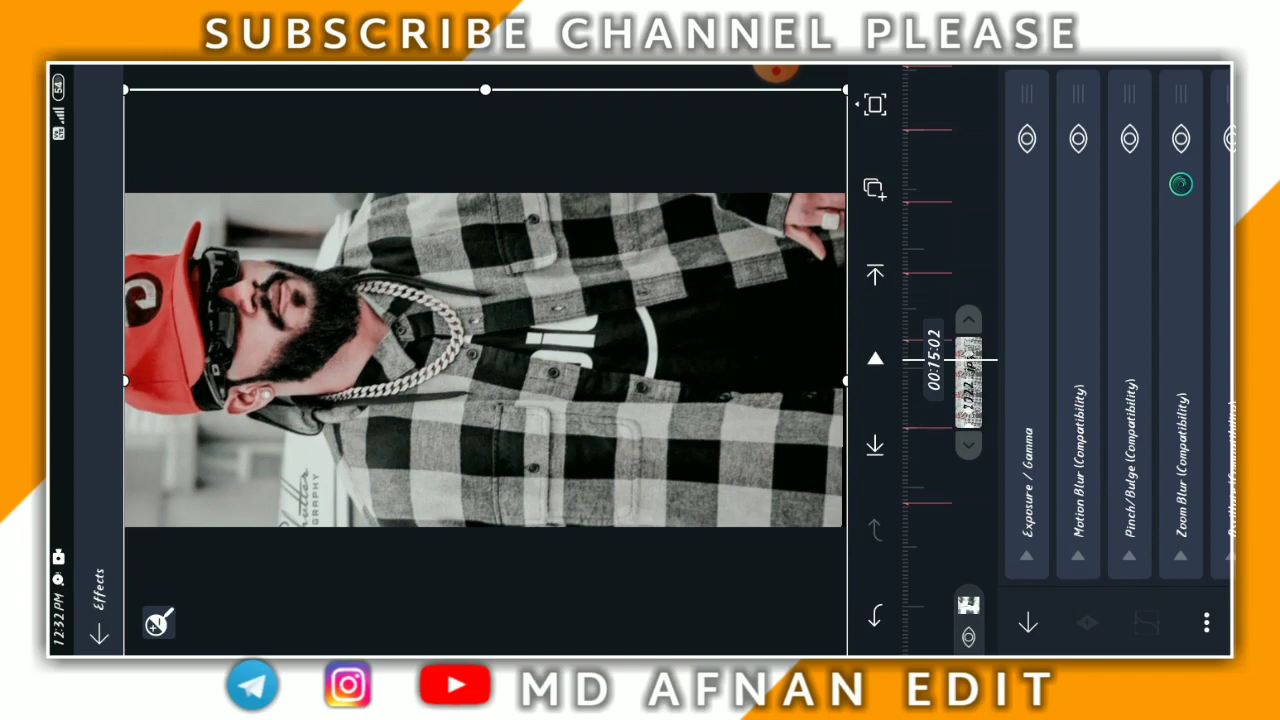 SUBSCRIBE CHANNEL PLEASE
12:32 PM
54
Effects
00:15:02
Exposure / Gamma
Motion Blur (Compatibility)
Pinch/Bulge (Compatibility)
Zoom Blur (Compatibility)
MD AFNAN EDIT